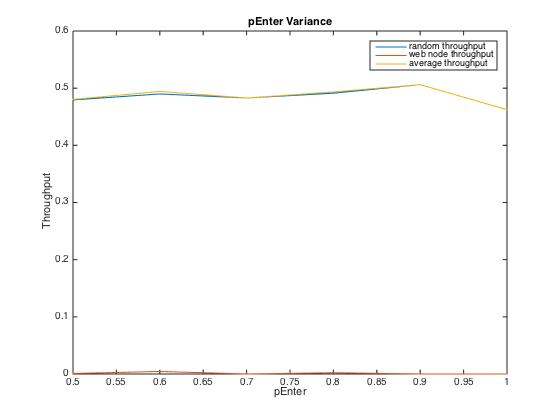 pEnter Variance
random throughput
web node throughput
average throughput
0.6
0.5
0.4
0.3
0.2
0.1
0
Throughput
0.5 0.55 0.6 0.65 0.7 0.75 0.8 0.85 0.9 0.95 1
pEnter